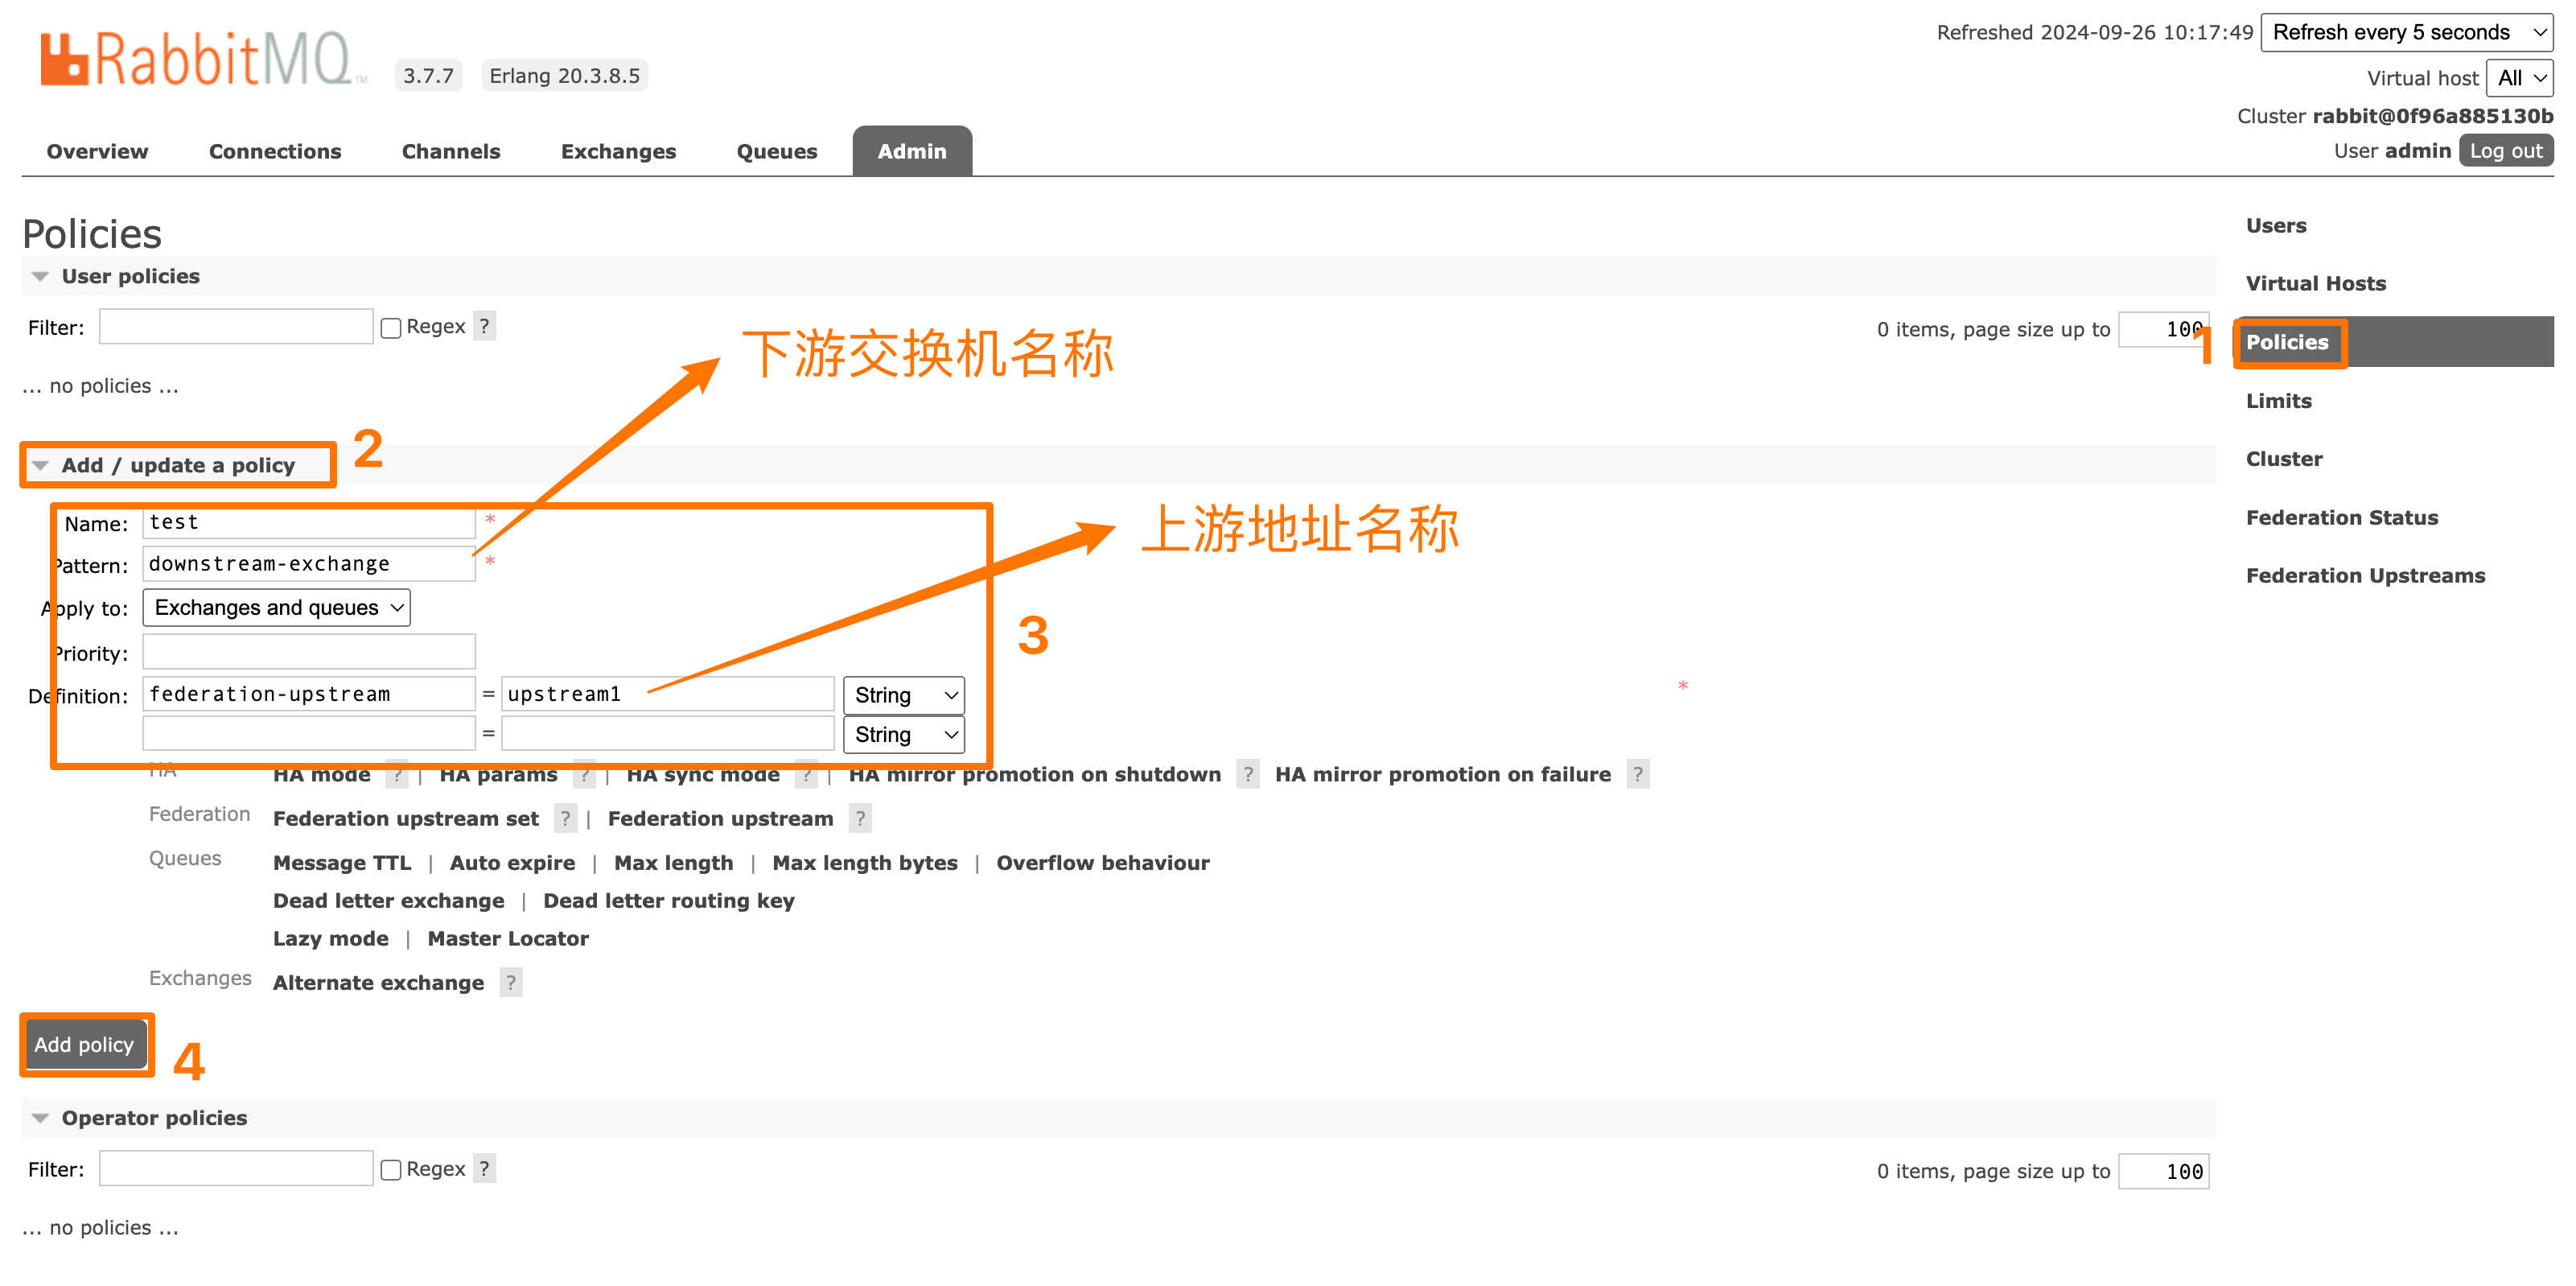 RabbitMQ TM 3.7.7 Erlang 20.3.8.5
Refreshed 2024-09-26 10:17:49 Refresh every 5 seconds
Virtual host All
Cluster rabbit@0f96a885130b
User admin Log out
Overview Connections Channels Exchanges Queues Admin
Policies
User policies
Filter: Regex ?
0 items, page size up to 100
... no policies ...
下游交换机名称
1
Users
Virtual Hosts
Policies
Limits
Cluster
Federation Status
Federation Upstreams
Add / update a policy 2
Name: test *
Pattern: downstream-exchange *
上游地址名称
Apply to: Exchanges and queues
3
Priority:
Definition: federation-upstream = upstream1 String *
= String
HA HA mode ? | HA params ? | HA sync mode ? | HA mirror promotion on shutdown ? HA mirror promotion on failure ?
Federation Federation upstream set ? | Federation upstream ?
Queues Message TTL | Auto expire | Max length | Max length bytes | Overflow behaviour
Dead letter exchange | Dead letter routing key
Lazy mode | Master Locator
Exchanges Alternate exchange ?
Add policy 4
Operator policies
Filter: Regex ?
0 items, page size up to 100
... no policies ...